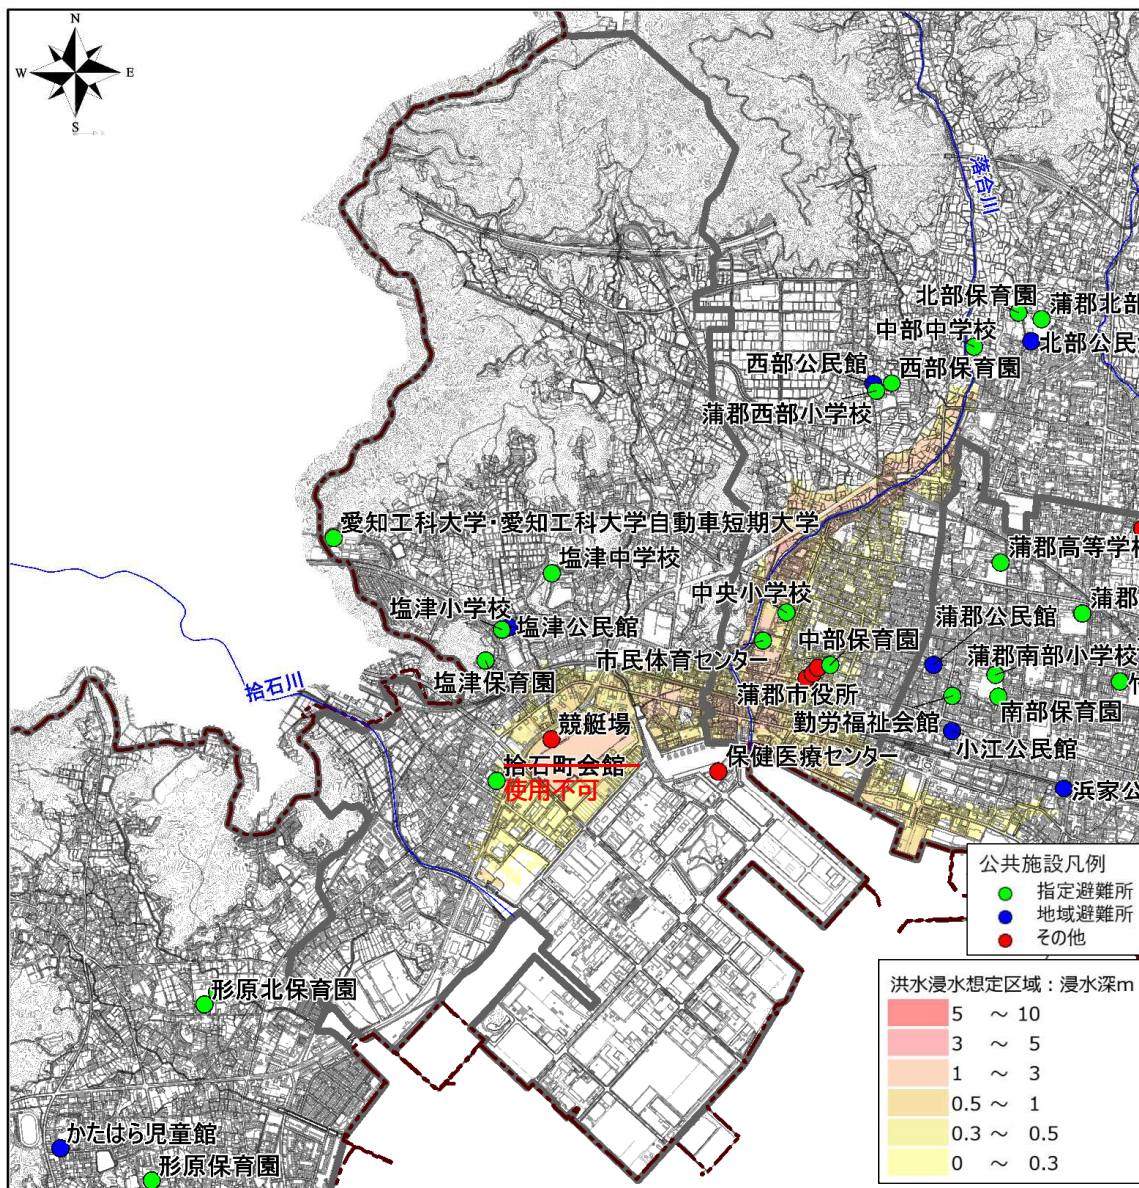 N
W
E
S
落合川
北部保育園
蒲郡北部
中部中学校
北部公民
西部公民館
西部保育園
蒲郡西部小学校
愛知工科大学・愛知工科大学自動車短期大学
塩津中学校
蒲郡高等学校
中央小学校
塩津小学校
塩津公民館
蒲郡公民館
蒲郡
中部保育園
市民体育センター
蒲郡南部小学校
塩津保育園
拾石川
蒲郡市役所
勤労福祉会館
南部保育園
競艇場
小江公民館
保健医療センター
拾石町会館
使用不可
浜家公
公共施設凡例
指定避難所
地域避難所
その他
洪水浸水想定区域：浸水深m
5 ～ 10
3 ～ 5
1 ～ 3
0.5 ～ 1
0.3 ～ 0.5
0 ～ 0.3
形原北保育園
かたはら児童館
形原保育園